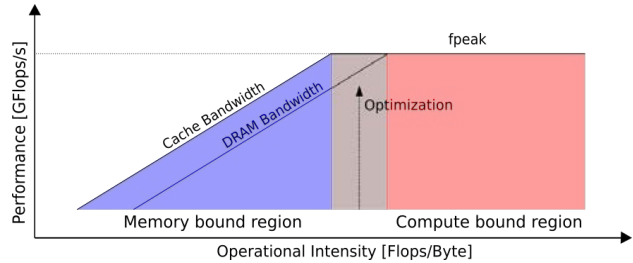 fpeak
Performance [GFlops/s]
Cache Bandwidth
DRAM Bandwidth
Optimization
Memory bound region
Compute bound region
Operational Intensity [Flops/Byte]